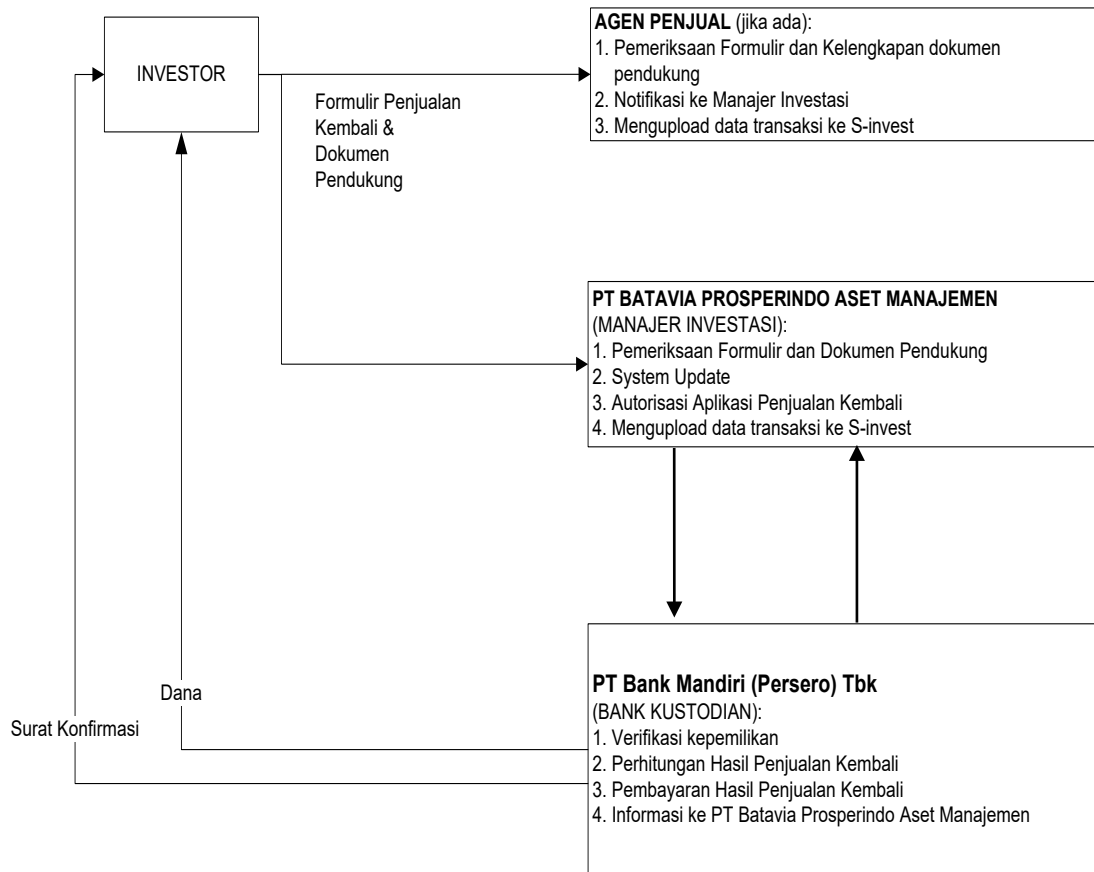 INVESTOR
Formulir Penjualan
Kembali &
Dokumen
Pendukung
AGEN PENJUAL (jika ada):
1. Pemeriksaan Formulir dan Kelengkapan dokumen
pendukung
2. Notifikasi ke Manajer Investasi
3. Mengupload data transaksi ke S-invest
PT BATAVIA PROSPERINDO ASET MANAJEMEN
(MANAJER INVESTASI):
1. Pemeriksaan Formulir dan Dokumen Pendukung
2. System Update
3. Autorisasi Aplikasi Penjualan Kembali
4. Mengupload data transaksi ke S-invest
Dana
Surat Konfirmasi
PT Bank Mandiri (Persero) Tbk
(BANK KUSTODIAN):
1. Verifikasi kepemilikan
2. Perhitungan Hasil Penjualan Kembali
3. Pembayaran Hasil Penjualan Kembali
4. Informasi ke PT Batavia Prosperindo Aset Manajemen